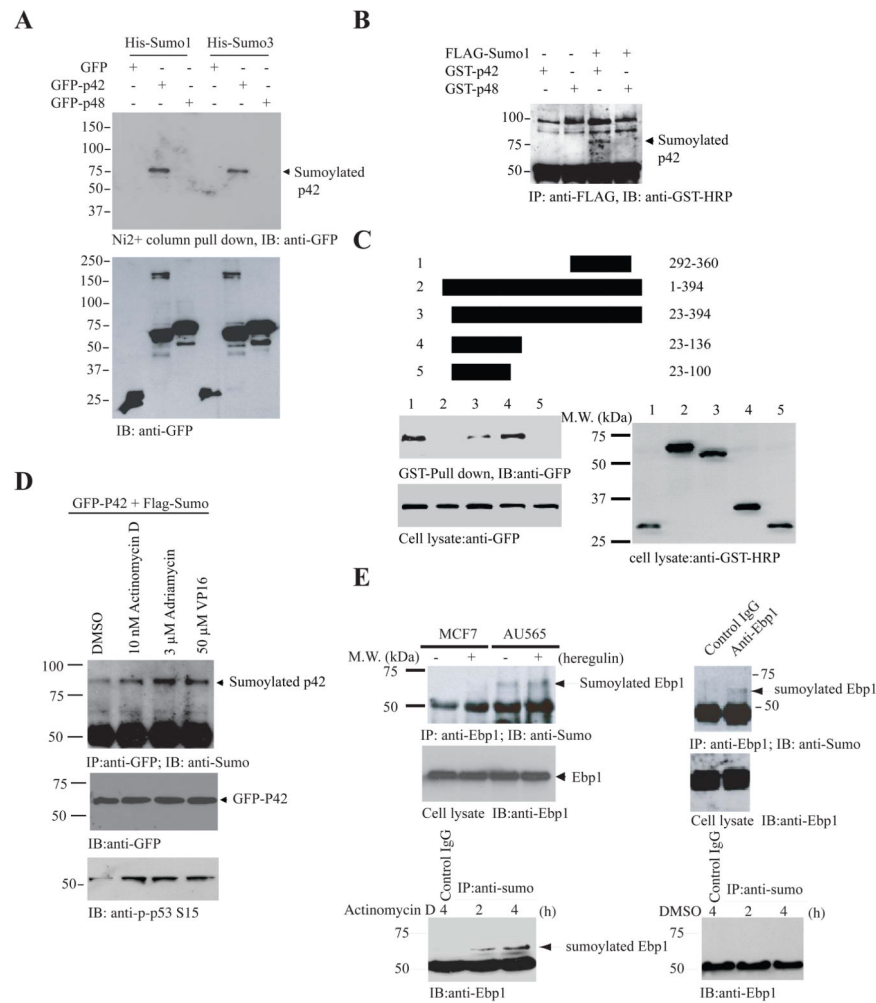 A
His-Sumo1 His-Sumo3
GFP + - - + - -
GFP-p42 - + - - + -
GFP-p48 - - + - - +
150-
100-
75-
50-
37-
Sumoylated
p42
Ni2+ column pull down, IB: anti-GFP
250-
150-
100-
75-
50-
37-
25-
IB: anti-GFP
B
FLAG-Sumo1 - - + +
GST-p42 + - + -
GST-p48 - + - +
100-
75-
50-
Sumoylated
p42
IP: anti-FLAG, IB: anti-GST-HRP
C
1 292-360
2 1-394
3 23-394
4 23-136
5 23-100
1 2 3 4 5
GST-Pull down, IB:anti-GFP
Cell lysate:anti-GFP
M.W. (kDa)
1 2 3 4 5
75
50
37
25
cell lysate:anti-GST-HRP
D
GFP-P42 + Flag-Sumo
DMSO
10 nM Actinomycin D
3 μM Adriamycin
50 μM VP16
100
75
50
Sumoylated p42
IP:anti-GFP; IB: anti-Sumo
75
50
GFP-P42
IB:anti-GFP
50-
IB: anti-p-p53 S15
E
MCF7 AU565
M.W. (kDa) - + - + (heregulin)
75
50
Sumoylated Ebp1
IP: anti-Ebp1; IB: anti-Sumo
Ebp1
Cell lysate IB:anti-Ebp1
Control IgG
Anti-Ebp1
75
sumoylated Ebp1
50
IP: anti-Ebp1; IB: anti-Sumo
Cell lysate IB:anti-Ebp1
Control IgG
IP:anti-sumo
Actinomycin D 4 2 4 (h)
75
50
sumoylated Ebp1
IB:anti-Ebp1
Control IgG
IP:anti-sumo
DMSO 4 2 4 (h)
75
50
IB:anti-Ebp1